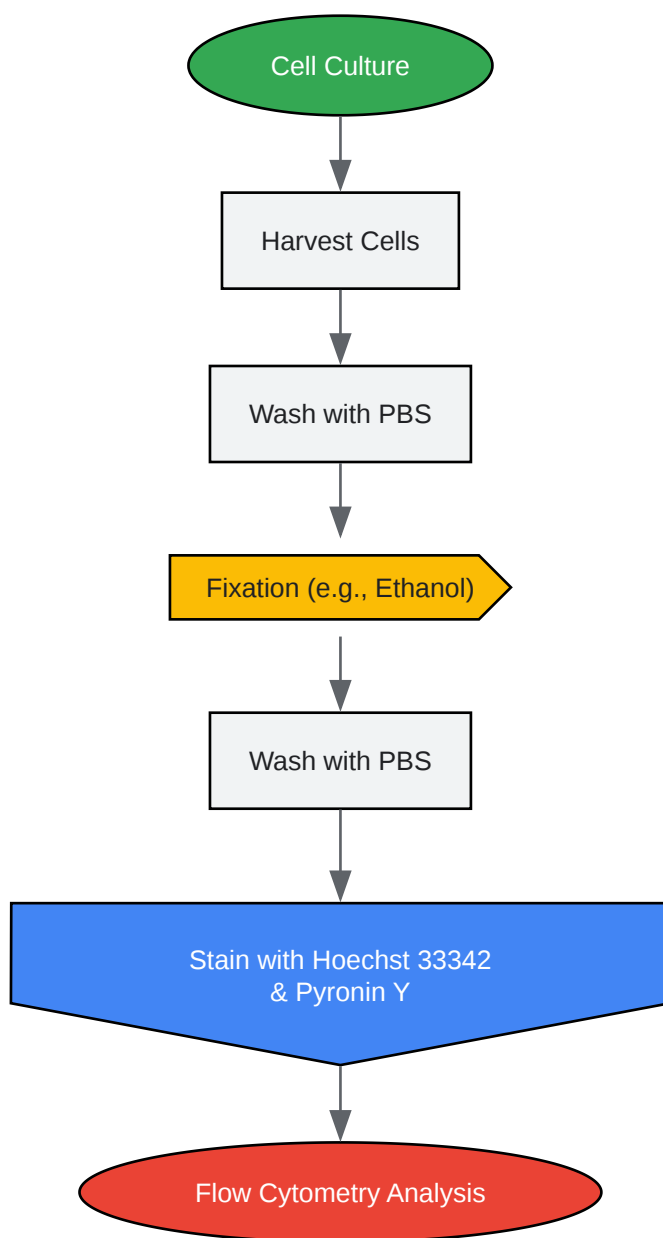 Cell Culture
Harvest Cells
Wash with PBS
Fixation (e.g., Ethanol)
Wash with PBS
Stain with Hoechst 33342
& Pyronin Y
Flow Cytometry Analysis